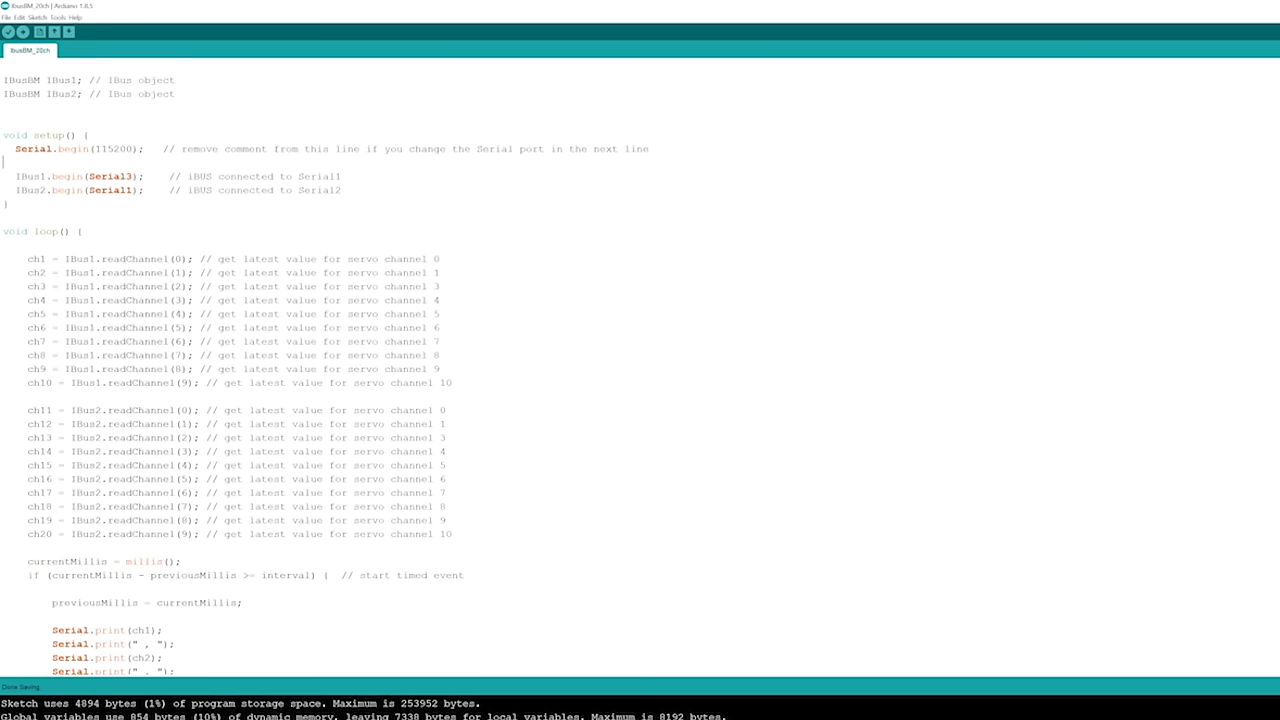 IbusBM_20ch | Arduino 1.8.5
File Edit Sketch Tools Help
IbusBM_20ch
IBusBM IBus1; // IBus object
IBusBM IBus2; // IBus object
void setup() {
Serial.begin(115200); // remove comment from this line if you change the Serial port in the next line
IBus1.begin(Serial3); // iBUS connected to Serial1
IBus2.begin(Serial1); // iBUS connected to Serial2
}
void loop() {
ch1 = IBus1.readChannel(0); // get latest value for servo channel 0
ch2 = IBus1.readChannel(1); // get latest value for servo channel 1
ch3 = IBus1.readChannel(2); // get latest value for servo channel 3
ch4 = IBus1.readChannel(3); // get latest value for servo channel 4
ch5 = IBus1.readChannel(4); // get latest value for servo channel 5
ch6 = IBus1.readChannel(5); // get latest value for servo channel 6
ch7 = IBus1.readChannel(6); // get latest value for servo channel 7
ch8 = IBus1.readChannel(7); // get latest value for servo channel 8
ch9 = IBus1.readChannel(8); // get latest value for servo channel 9
ch10 = IBus1.readChannel(9); // get latest value for servo channel 10
ch11 = IBus2.readChannel(0); // get latest value for servo channel 0
ch12 = IBus2.readChannel(1); // get latest value for servo channel 1
ch13 = IBus2.readChannel(2); // get latest value for servo channel 3
ch14 = IBus2.readChannel(3); // get latest value for servo channel 4
ch15 = IBus2.readChannel(4); // get latest value for servo channel 5
ch16 = IBus2.readChannel(5); // get latest value for servo channel 6
ch17 = IBus2.readChannel(6); // get latest value for servo channel 7
ch18 = IBus2.readChannel(7); // get latest value for servo channel 8
ch19 = IBus2.readChannel(8); // get latest value for servo channel 9
ch20 = IBus2.readChannel(9); // get latest value for servo channel 10
currentMillis = millis();
if (currentMillis - previousMillis >= interval) { // start timed event
previousMillis = currentMillis;
Serial.print(ch1);
Serial.print(" , ");
Serial.print(ch2);
Serial.print(" , ");
Done Saving
Sketch uses 4894 bytes (1%) of program storage space. Maximum is 253952 bytes.
Global variables use 854 bytes (10%) of dynamic memory, leaving 7338 bytes for local variables. Maximum is 8192 bytes.